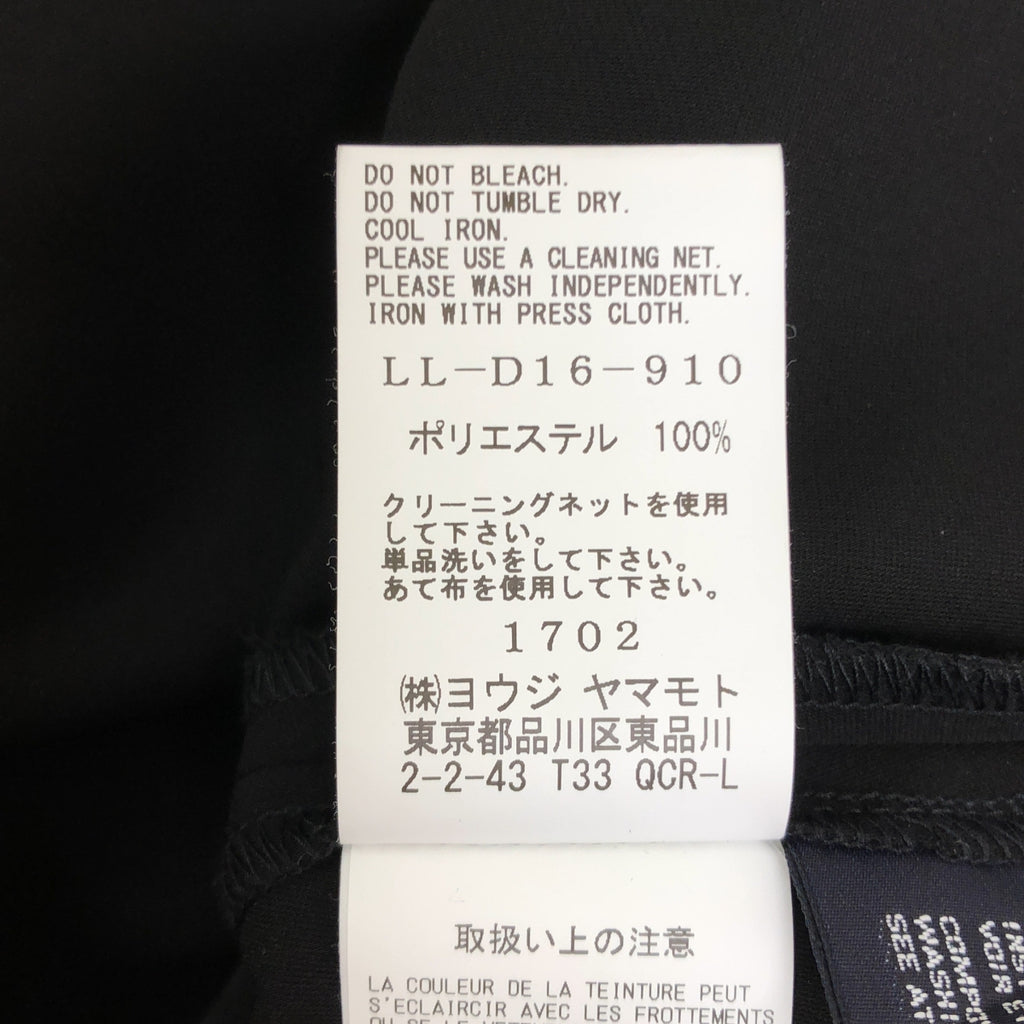 DO NOT BLEACH.
DO NOT TUMBLE DRY.
COOL IRON.
PLEASE USE A CLEANING NET.
PLEASE WASH INDEPENDENTLY.
IRON WITH PRESS CLOTH.
LL-D16-910
ポリエステル 100%
クリーニングネットを使用
して下さい。
単品洗いをして下さい。
あて布を使用して下さい。
1702
㈱ヨウジ ヤマモト
東京都品川区東品川
2-2-43 T33 QCR-L
取扱い上の注意
LA COULEUR DE LA TEINTURE PEUT
S'ECLAIRCIR AVEC LES FROTTEMENTS
VOIR
WASHI
SEE AT